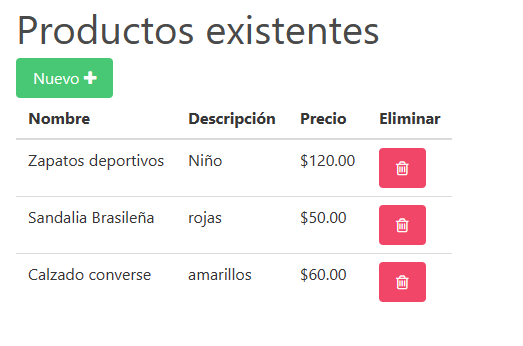 Productos existentes
Nuevo +
Nombre Descripción Precio Eliminar
Zapatos deportivos Niño $120.00
Sandalia Brasileña rojas $50.00
Calzado converse amarillos $60.00